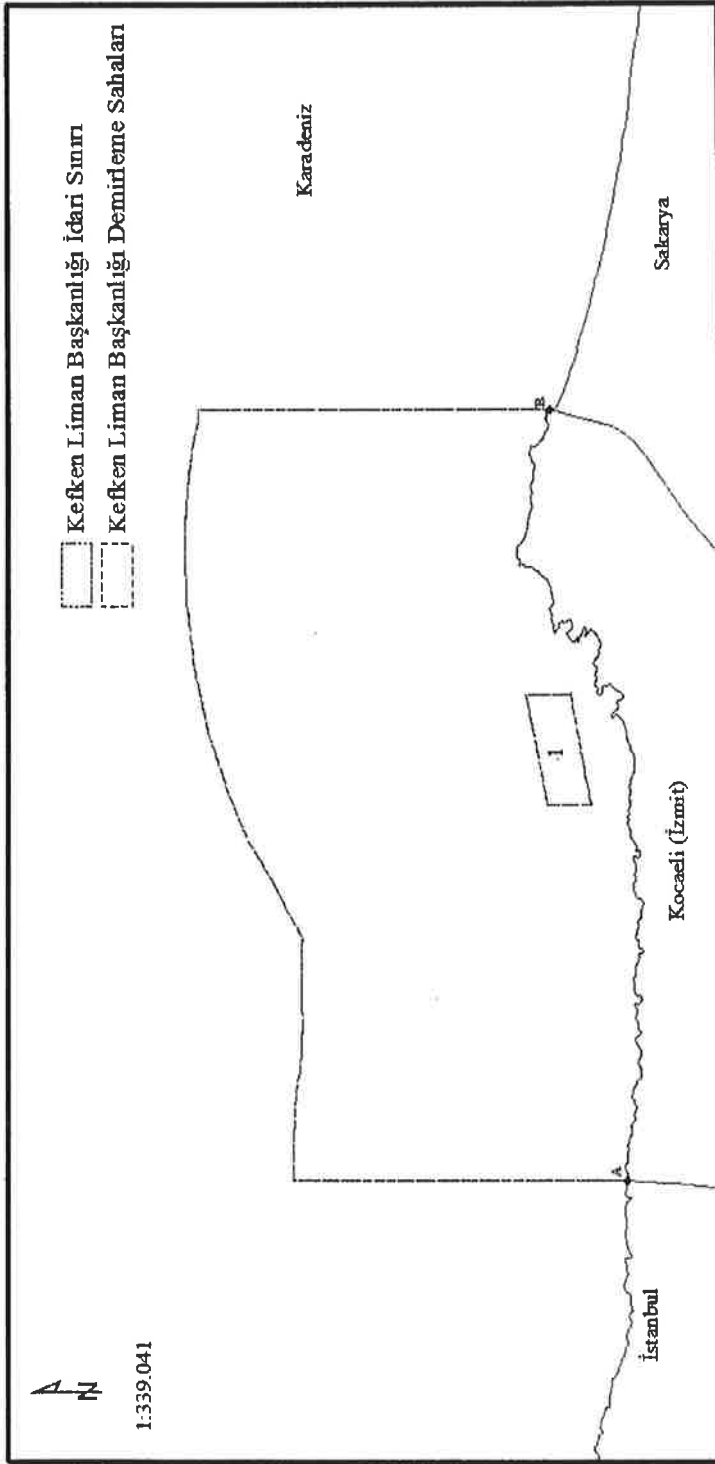 N
1:339.041
Kefken Liman Başkanlığı İdari Sınırı
Kefken Liman Başkanlığı Demirleme Sahaları
Karadeniz
1
A
B
İstanbul
Kocaeli (İzmit)
Sakarya